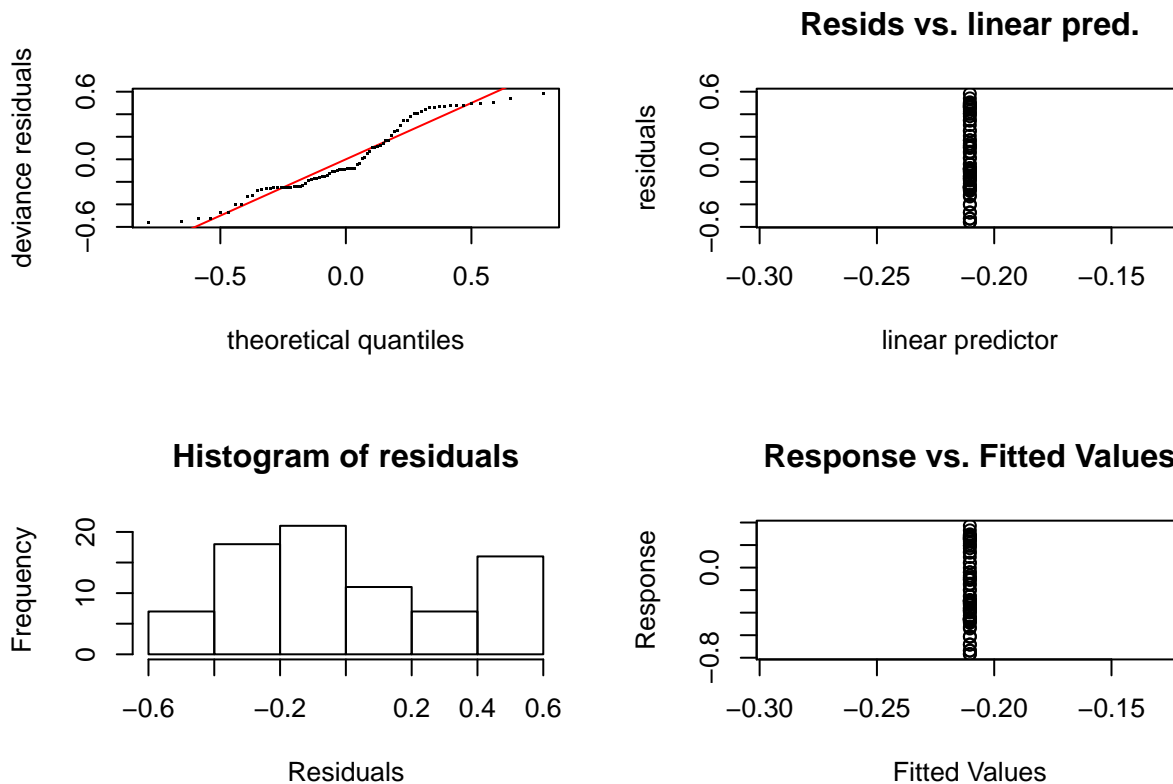 deviance residuals
0.6
0.0
−0.6
−0.5
0.0
0.5
theoretical quantiles
Resids vs. linear pred.
residuals
0.6
0.0
−0.6
−0.30
−0.25
−0.20
−0.15
linear predictor
Histogram of residuals
Frequency
20
10
0
−0.6
−0.2
0.2
0.4
0.6
Residuals
Response vs. Fitted Values
Response
0.0
−0.8
−0.30
−0.25
−0.20
−0.15
Fitted Values